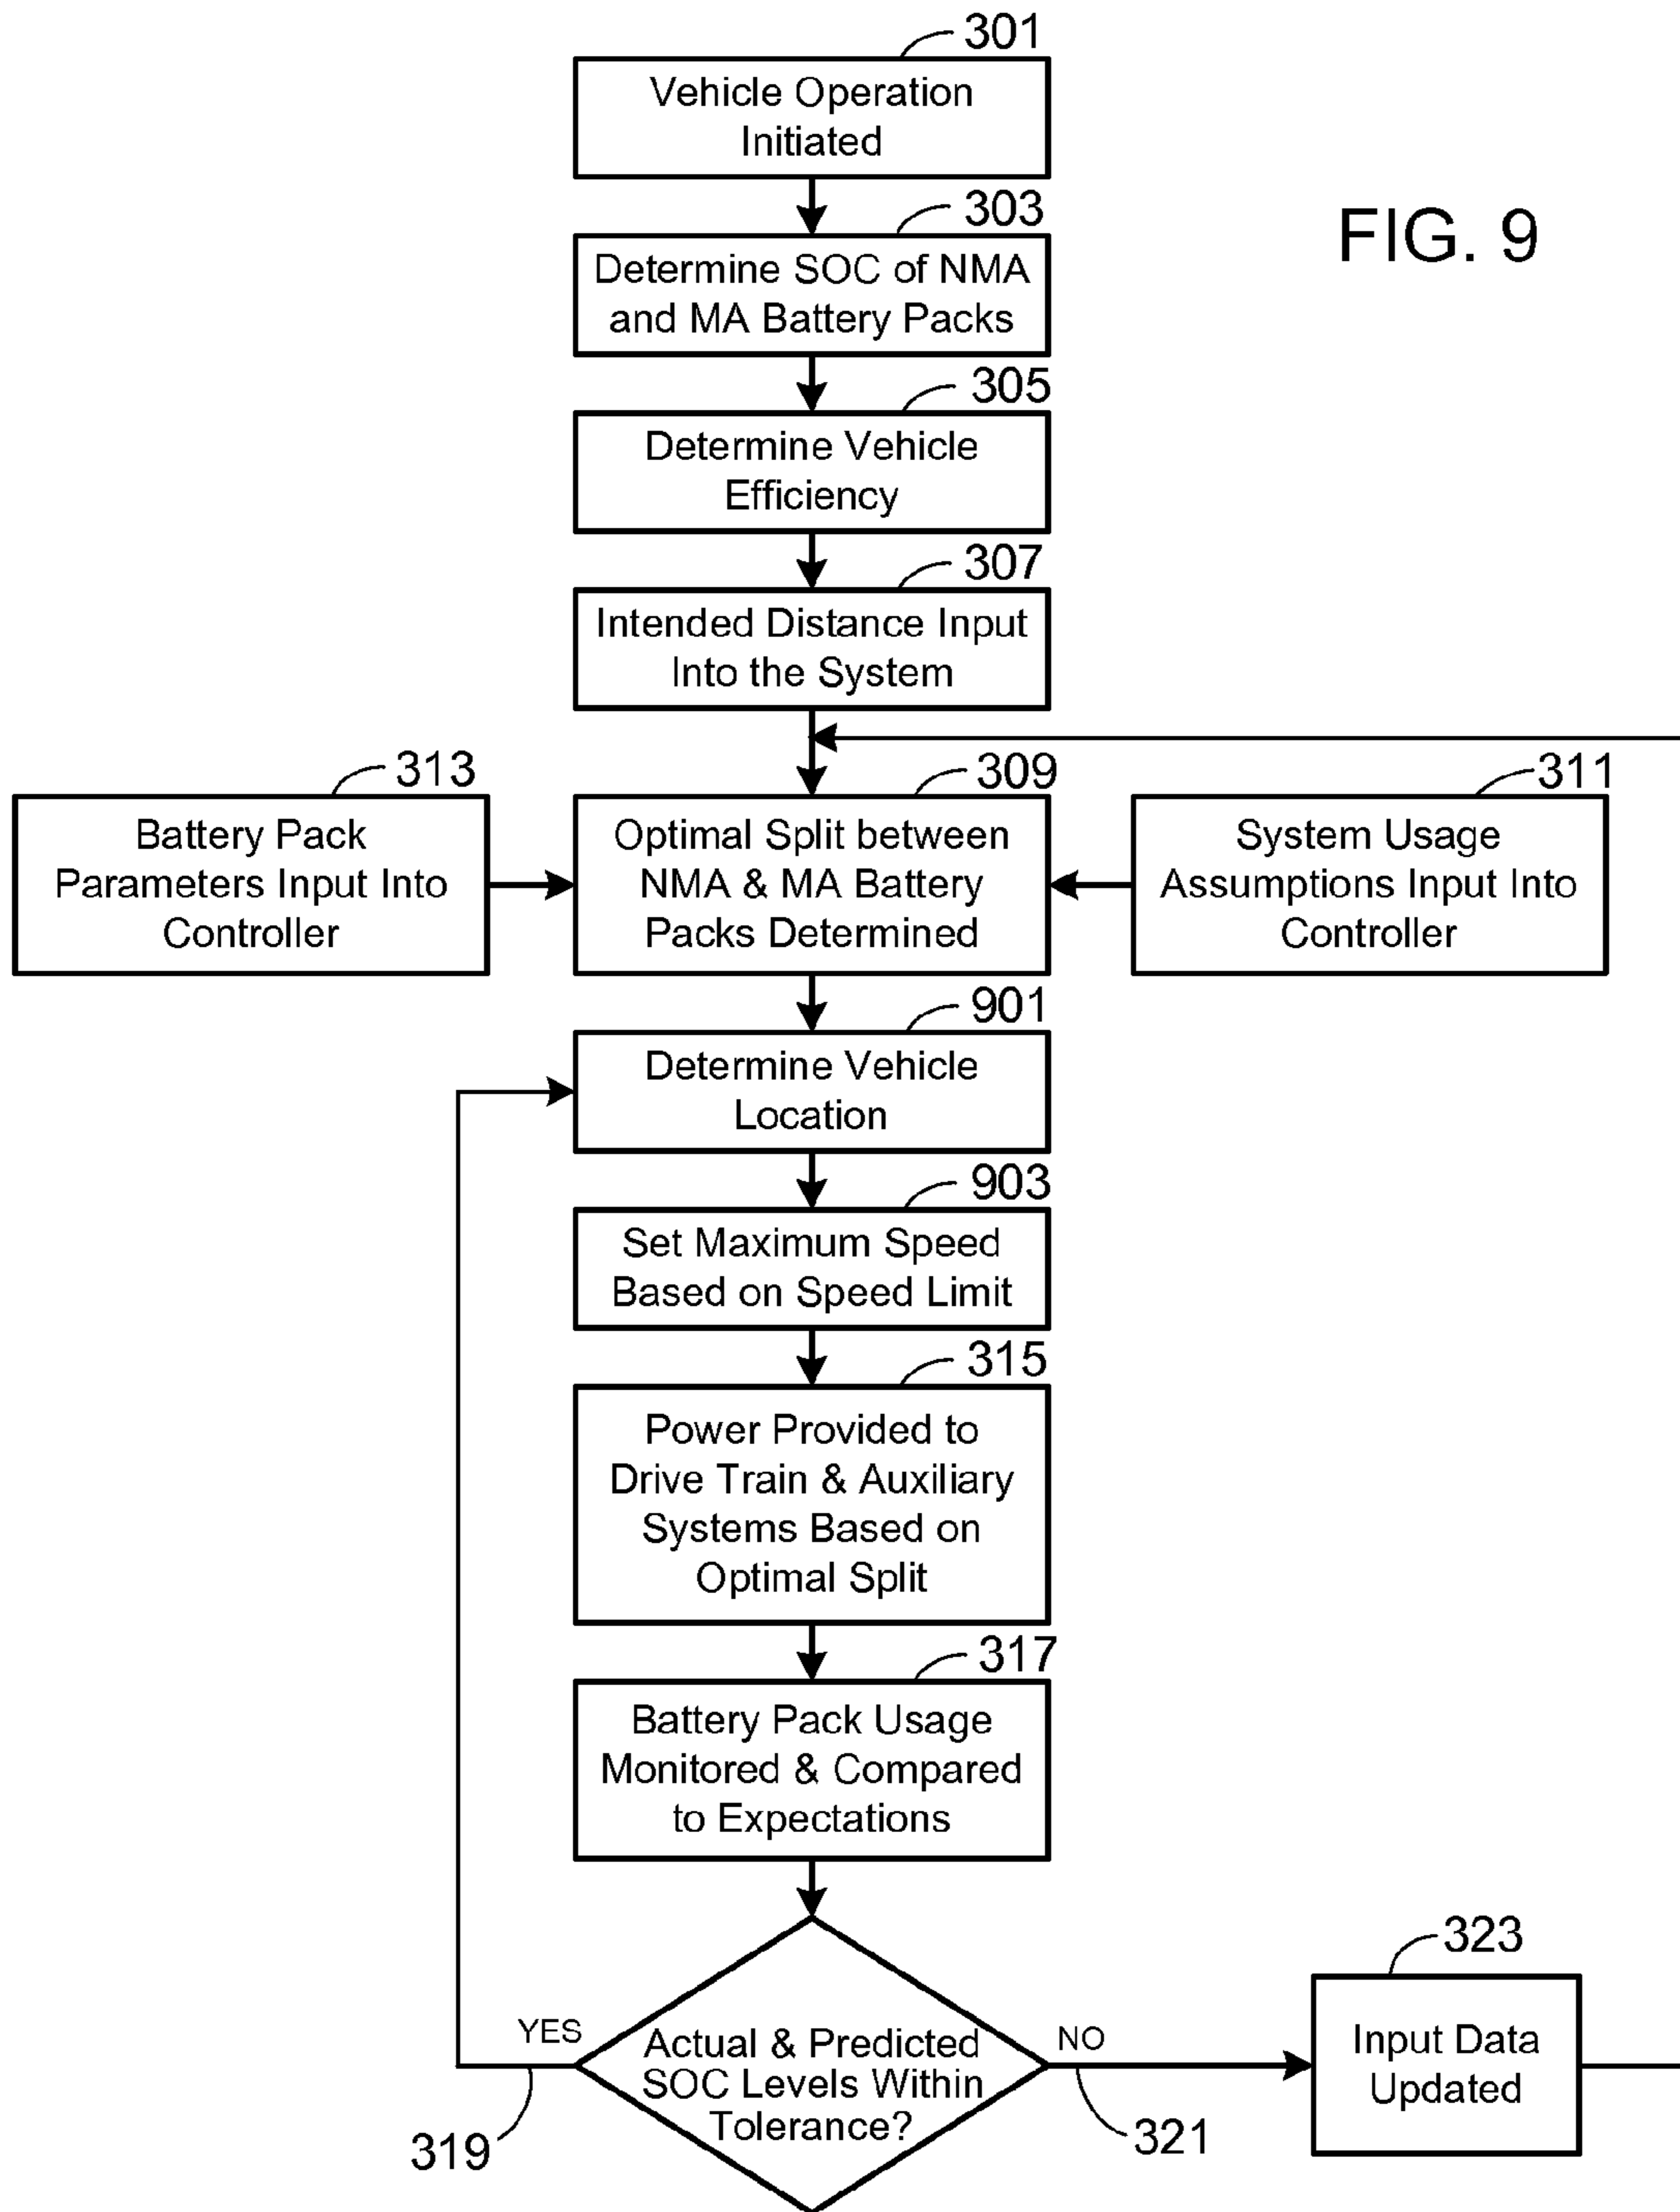 301
Vehicle Operation
Initiated
303
FIG. 9
Determine SOC of NMA
and MA Battery Packs
305
Determine Vehicle
Efficiency
307
Intended Distance Input
Into the System
313
309
311
Battery Pack
Parameters Input Into
Controller
Optimal Split between
NMA & MA Battery
Packs Determined
System Usage
Assumptions Input Into
Controller
901
Determine Vehicle
Location
903
Set Maximum Speed
Based on Speed Limit
315
Power Provided to
Drive Train & Auxiliary
Systems Based on
Optimal Split
317
Battery Pack Usage
Monitored & Compared
to Expectations
323
YES
Actual & Predicted
SOC Levels Within
Tolerance?
NO
Input Data
Updated
319
321